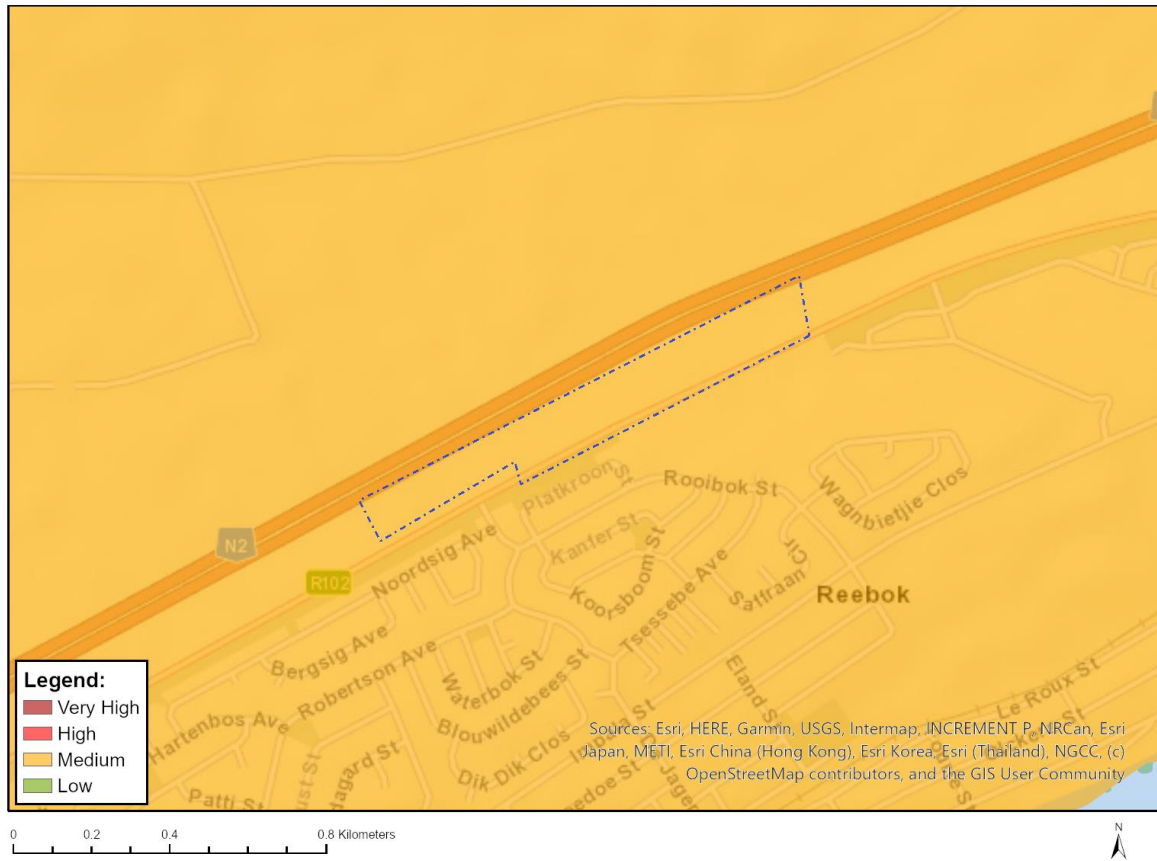 Platkroon St
Rooibok St
Wagnbietjie Clos
Kanfer St
N2
Noordsig Ave
Koorsboom St
Tsessebe Ave
Saffraan Cir
R102
Reebok
Bergsig Ave
Robertson Ave
Waterbok St
Blouwildebees St
Eland St
Le Roux St
Hartenbos Ave
Dik Dik Clos
Patti St
Legend:
Very High
High
Medium
Low
Sources: Esri, HERE, Garmin, USGS, Intermap, INCREMENT P, NRCan, Esri
Japan, METI, Esri China (Hong Kong), Esri Korea, Esri (Thailand), NGCC, (c)
OpenStreetMap contributors, and the GIS User Community
0 0.2 0.4 0.8 Kilometers
N